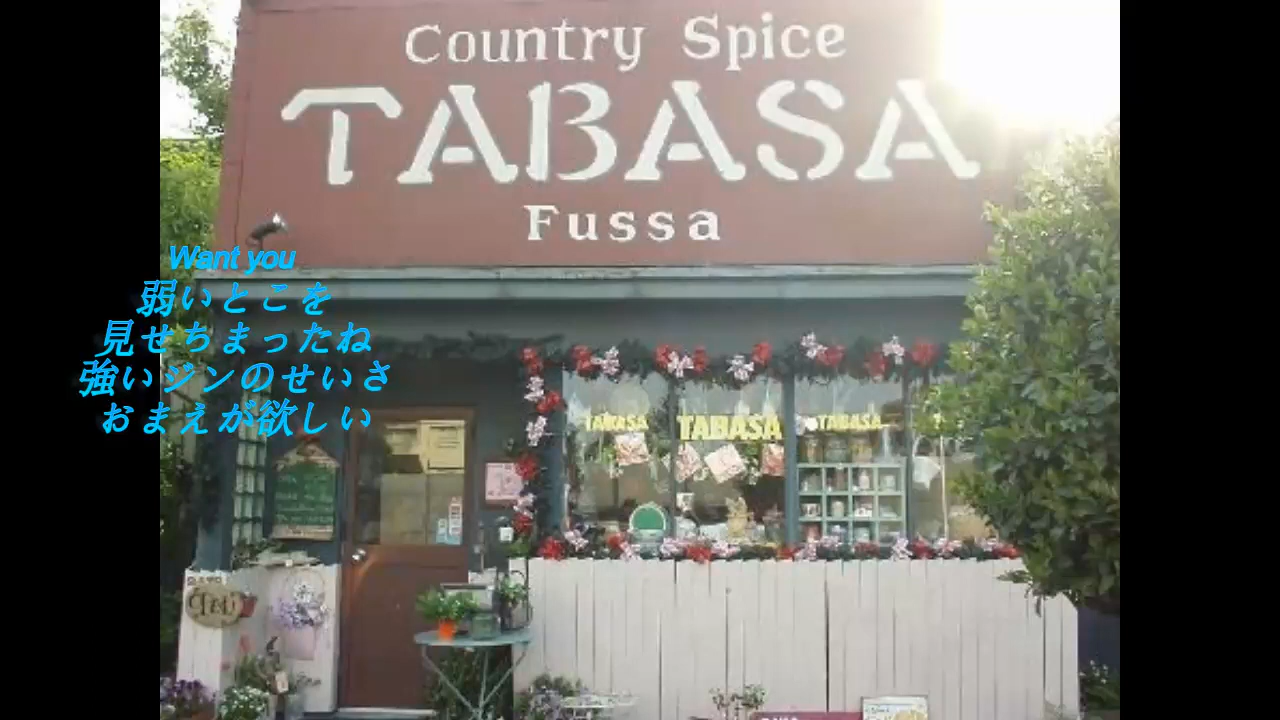 Country Spice
TABASA
Fussa
Want you
弱いとこを
見せちまったね
強いジンのせいさ
おまえが欲しい
TABASA
TABASA
TABASA